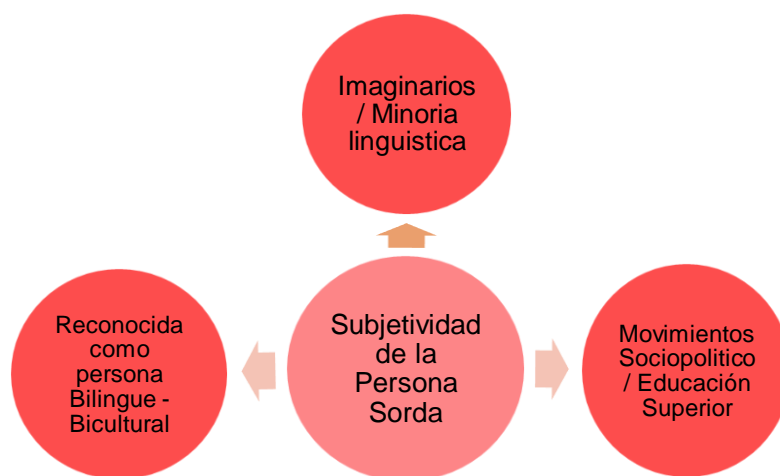 Imaginarios
/ Minoria
linguistica
Reconocida
como
persona
Bilingue -
Bicultural
Subjetividad
de la
Persona
Sorda
Movimientos
Sociopolitico
/ Educación
Superior